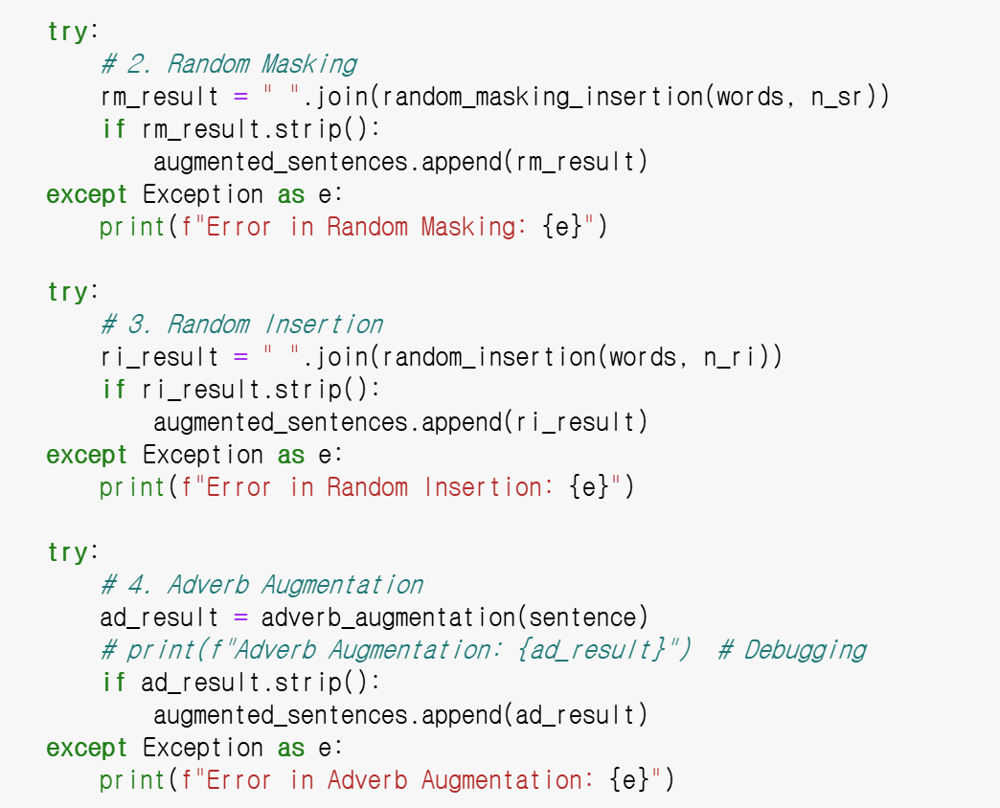 try:
    # 2. Random Masking
    rm_result = " ".join(random_masking_insertion(words, n_sr))
    if rm_result.strip():
        augmented_sentences.append(rm_result)
except Exception as e:
    print(f"Error in Random Masking: {e}")

try:
    # 3. Random Insertion
    ri_result = " ".join(random_insertion(words, n_ri))
    if ri_result.strip():
        augmented_sentences.append(ri_result)
except Exception as e:
    print(f"Error in Random Insertion: {e}")

try:
    # 4. Adverb Augmentation
    ad_result = adverb_augmentation(sentence)
    # print(f"Adverb Augmentation: {ad_result}")  # Debugging
    if ad_result.strip():
        augmented_sentences.append(ad_result)
except Exception as e:
    print(f"Error in Adverb Augmentation: {e}")